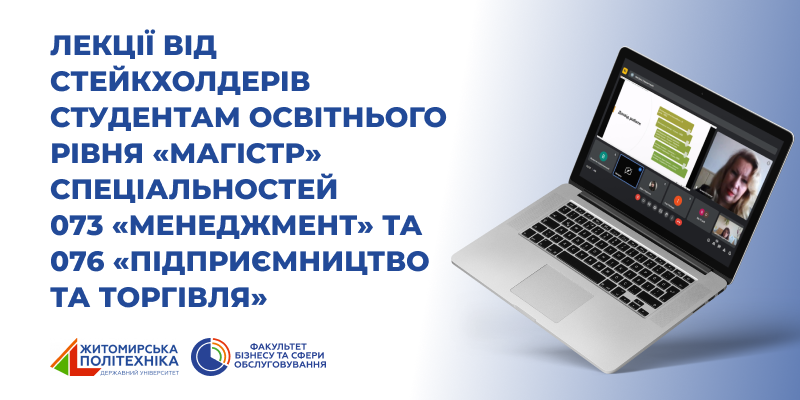 ЛЕКЦІЇ ВІД
СТЕЙКХОЛДЕРІВ
СТУДЕНТАМ ОСВІТНЬОГО
РІВНЯ «МАГІСТР»
СПЕЦІАЛЬНОСТЕЙ
073 «МЕНЕДЖМЕНТ» ТА
076 «ПІДПРИЄМНИЦТВО
ТА ТОРГІВЛЯ»
ЖИТОМИРСЬКА
ПОЛІТЕХНІКА
ДЕРЖАВНИЙ УНІВЕРСИТЕТ
ФАКУЛЬТЕТ
БІЗНЕСУ ТА СФЕРИ
ОБСЛУГОВУВАННЯ